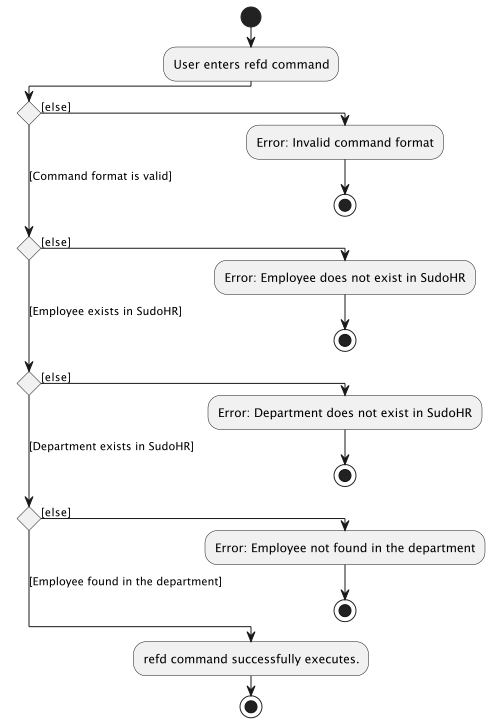 User enters refd command
[else]
Error: Invalid command format
[Command format is valid]
[else]
Error: Employee does not exist in SudoHR
[Employee exists in SudoHR]
[else]
Error: Department does not exist in SudoHR
[Department exists in SudoHR]
[else]
Error: Employee not found in the department
[Employee found in the department]
refd command successfully executes.